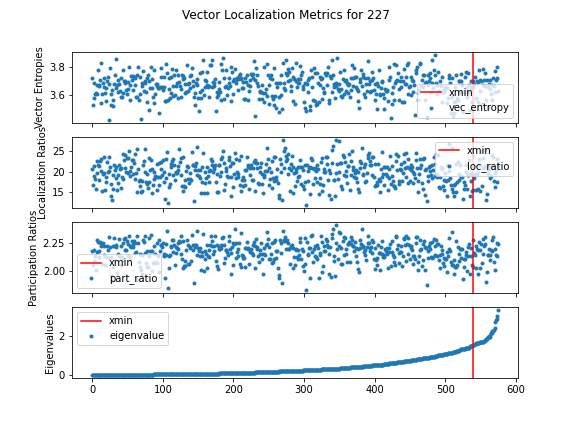 Vector Localization Metrics for 227
Vector Entropies
3.8
3.6
xmin
vec_entropy
Localization Ratios
25
20
15
xmin
loc_ratio
Participation Ratios
2.25
2.00
xmin
part_ratio
Eigenvalues
2
0
xmin
eigenvalue
0 100 200 300 400 500 600